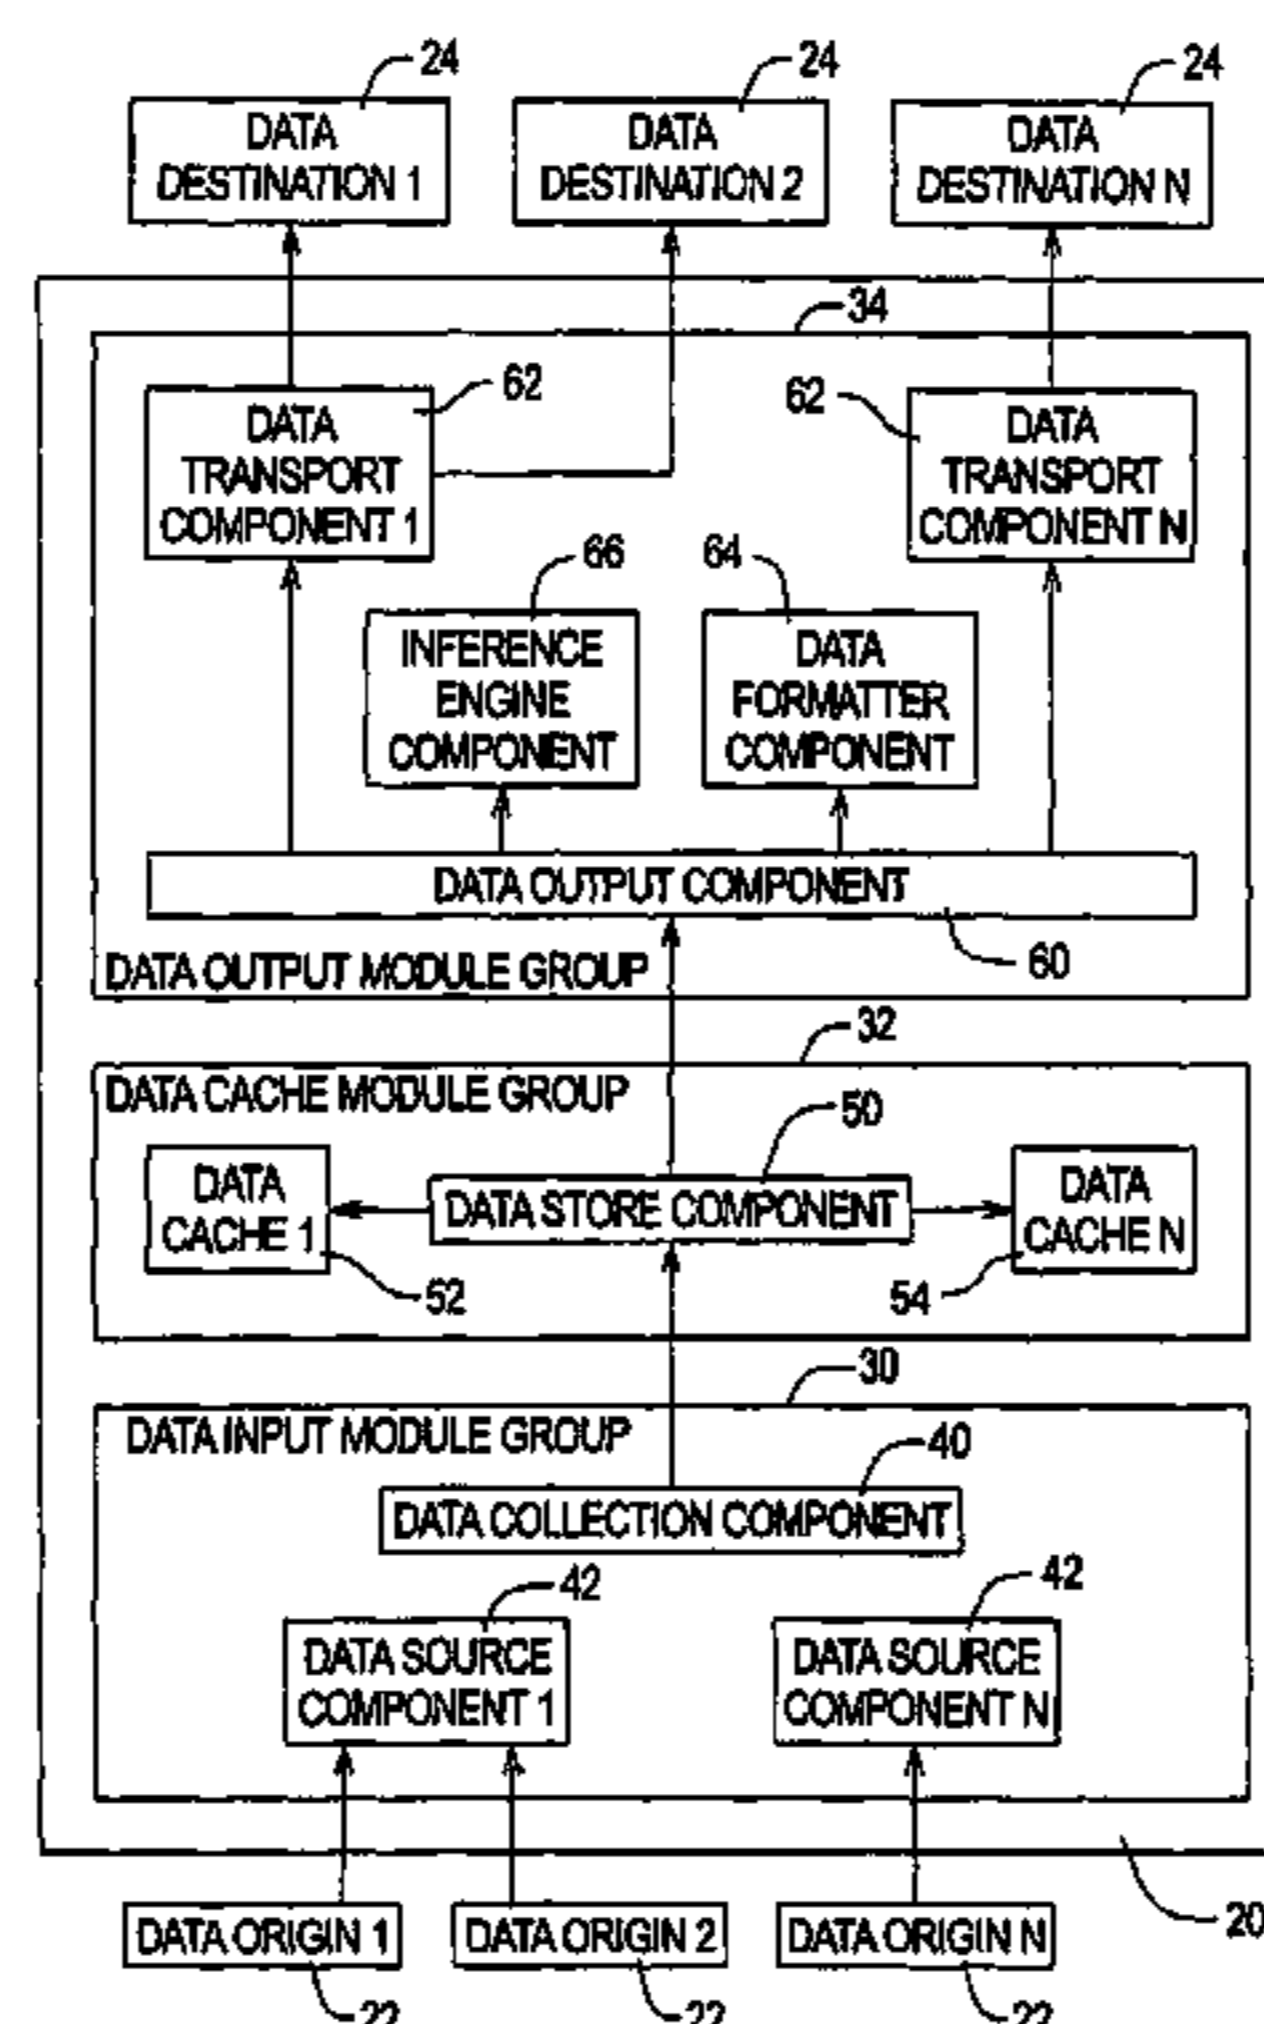 24
24
24
DATA
DESTINATION 1
DATA
DESTINATION 2
DATA
DESTINATION N
34
62
62
DATA
TRANSPORT
COMPONENT 1
DATA
TRANSPORT
COMPONENT N
66
64
INFERENCE
ENGINE
COMPONENT
DATA
FORMATTER
COMPONENT
DATA OUTPUT COMPONENT
60
DATA OUTPUT MODULE GROUP
32
DATA CACHE MODULE GROUP
50
DATA
CACHE 1
DATA STORE COMPONENT
DATA
CACHE N
52
54
30
DATA INPUT MODULE GROUP
40
DATA COLLECTION COMPONENT
42
42
DATA SOURCE
COMPONENT 1
DATA SOURCE
COMPONENT N
20
DATA ORIGIN 1
DATA ORIGIN 2
DATA ORIGIN N
22
22
22